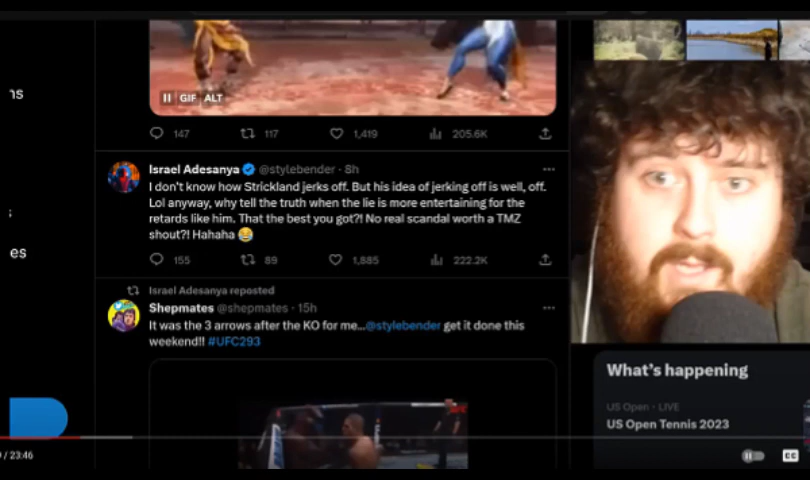 ns
es
GIF ALT
147 117 1,419 205.6K
Israel Adesanya @stylebender · 8h
I don't know how Strickland jerks off. But his idea of jerking off is well, off.
Lol anyway, why tell the truth when the lie is more entertaining for the
retards like him. That the best you got?! No real scandal worth a TMZ
shout?! Hahaha 😂
155 89 1,885 222.2K
Israel Adesanya reposted
Shepmates @shepmates · 15h
It was the 3 arrows after the KO for me...@stylebender get it done this
weekend!! #UFC293
What's happening
US Open · LIVE
US Open Tennis 2023
/ 23:46
CC